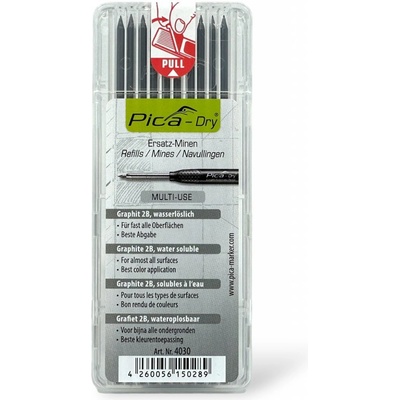 PULL
Pica-Dry
Ersatz-Minen
Refills / Mines / Navullingen
Pica-Dry
MULTI-USE
Graphit 2B, wasserlöslich
• Für fast alle Oberflächen
• Beste Abgabe
Graphite 2B, water soluble
• For almost all surfaces
• Best color application
Graphite 2B, solubles à l'eau
• Pour tous les types de surfaces
• Bon rendu de couleurs
Grafiet 2B, wateroplosbaar
• Voor bijna alle ondergronden
• Beste kleurentoepassing
Art. Nr. 4030
4 260056 150289
www.pica-marker.com